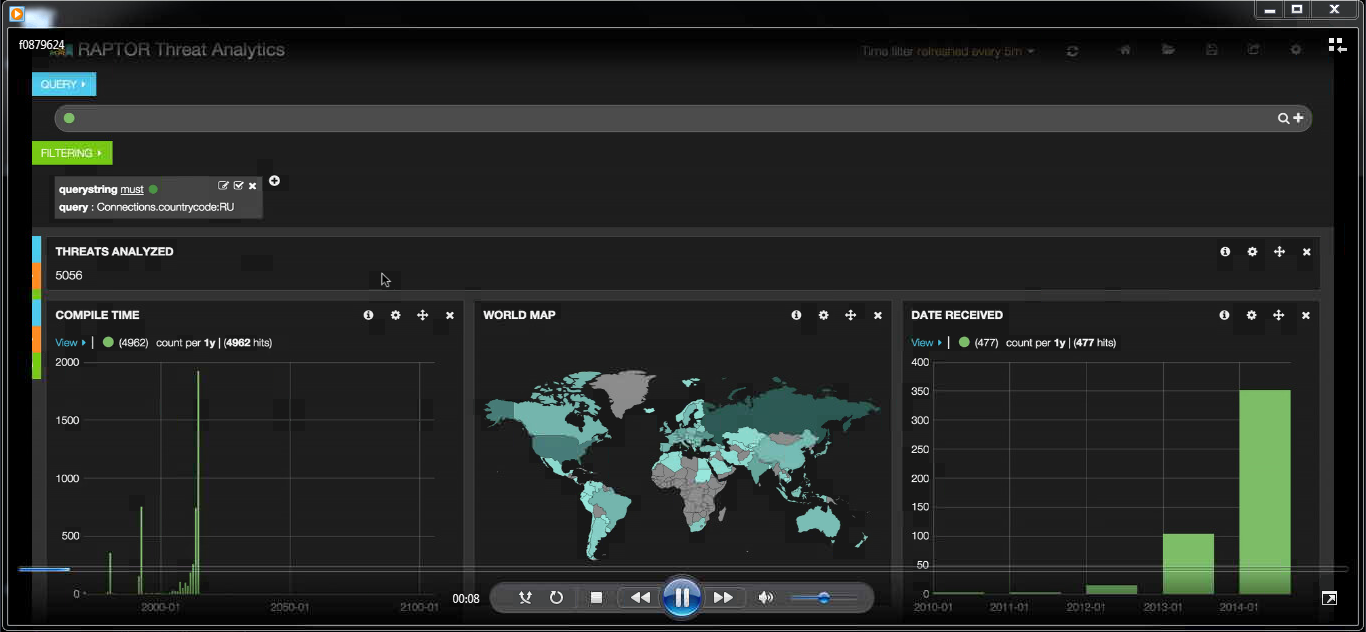 f0879624
RAPTOR Threat Analytics
Time filter refreshed every 5m
QUERY
FILTERING
querystring must
query : Connections.countrycode:RU
THREATS ANALYZED
5056
COMPILE TIME
View | (4962) count per 1y | (4962 hits)
2000
1500
1000
500
0
2000-01 2050-01 2100-01
WORLD MAP
DATE RECEIVED
View | (477) count per 1y | (477 hits)
400
350
300
250
200
150
100
50
0
2010-01 2011-01 2012-01 2013-01 2014-01
00:08